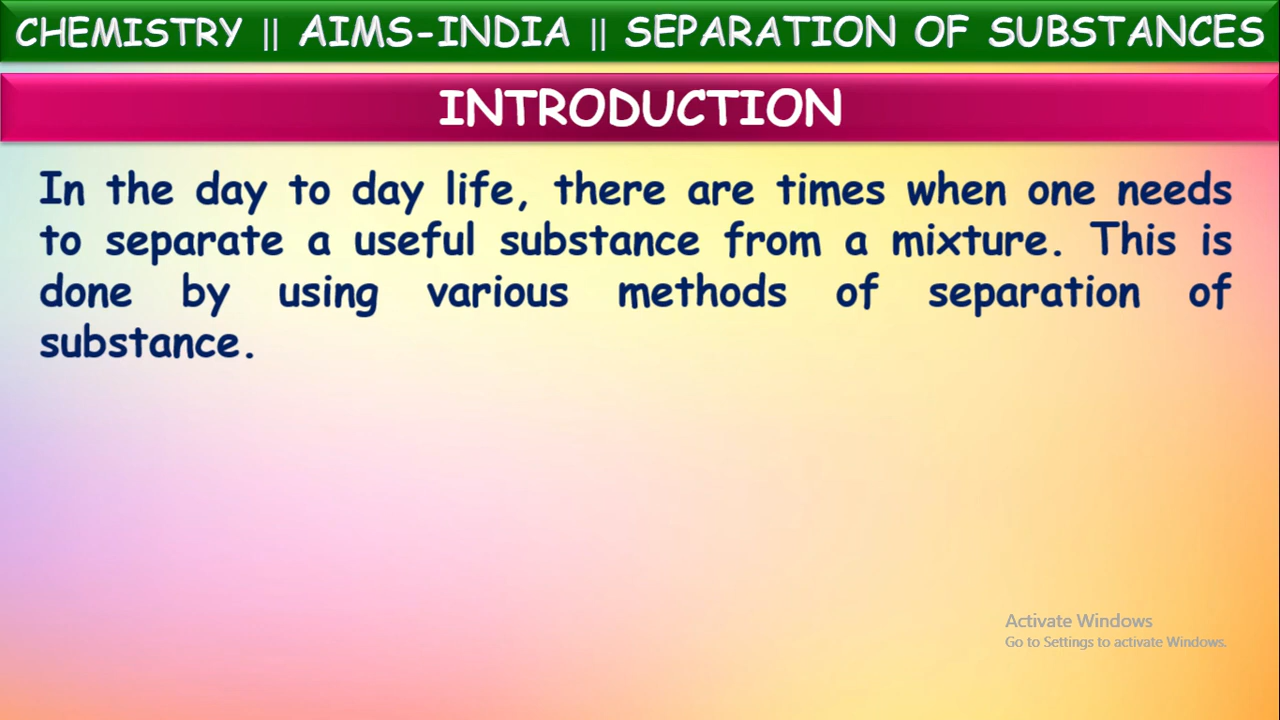 CHEMISTRY || AIMS-INDIA || SEPARATION OF SUBSTANCES
INTRODUCTION
In the day to day life, there are times when one needs
to separate a useful substance from a mixture. This is
done by using various methods of separation of
substance.
Activate Windows
Go to Settings to activate Windows.